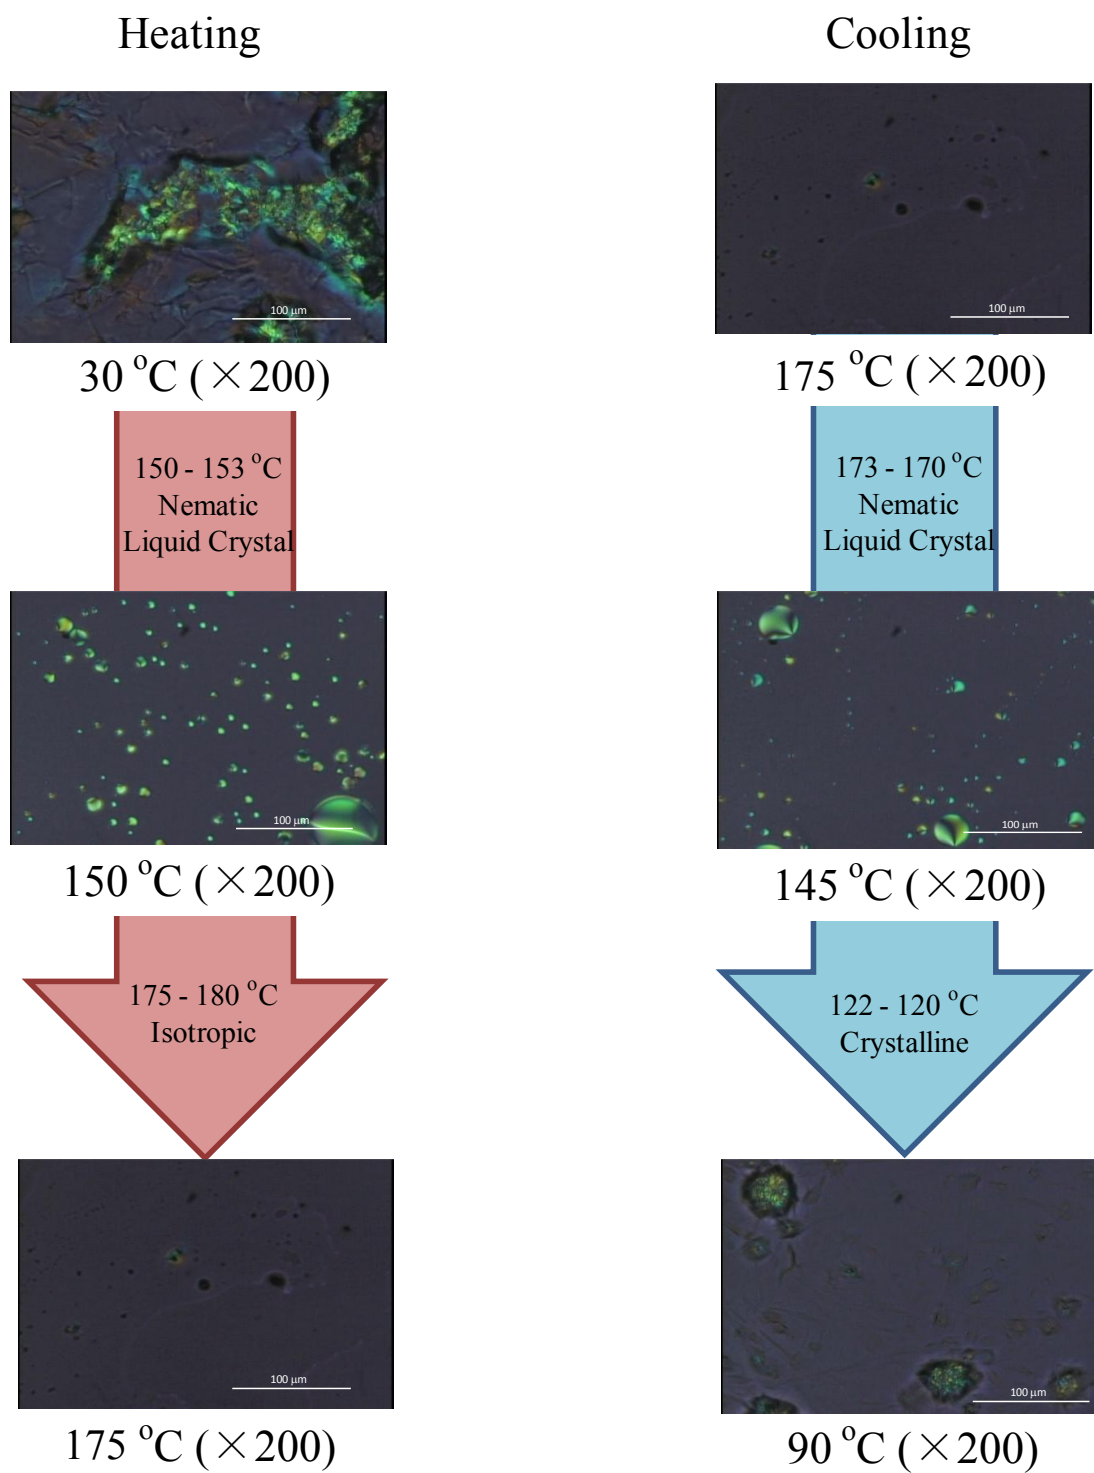 Heating
100 μm
30 °C (×200)
150 - 153 °C
Nematic
Liquid Crystal
100 μm
150 °C (×200)
175 - 180 °C
Isotropic
100 μm
175 °C (×200)
Cooling
100 μm
175 °C (×200)
173 - 170 °C
Nematic
Liquid Crystal
100 μm
145 °C (×200)
122 - 120 °C
Crystalline
100 μm
90 °C (×200)